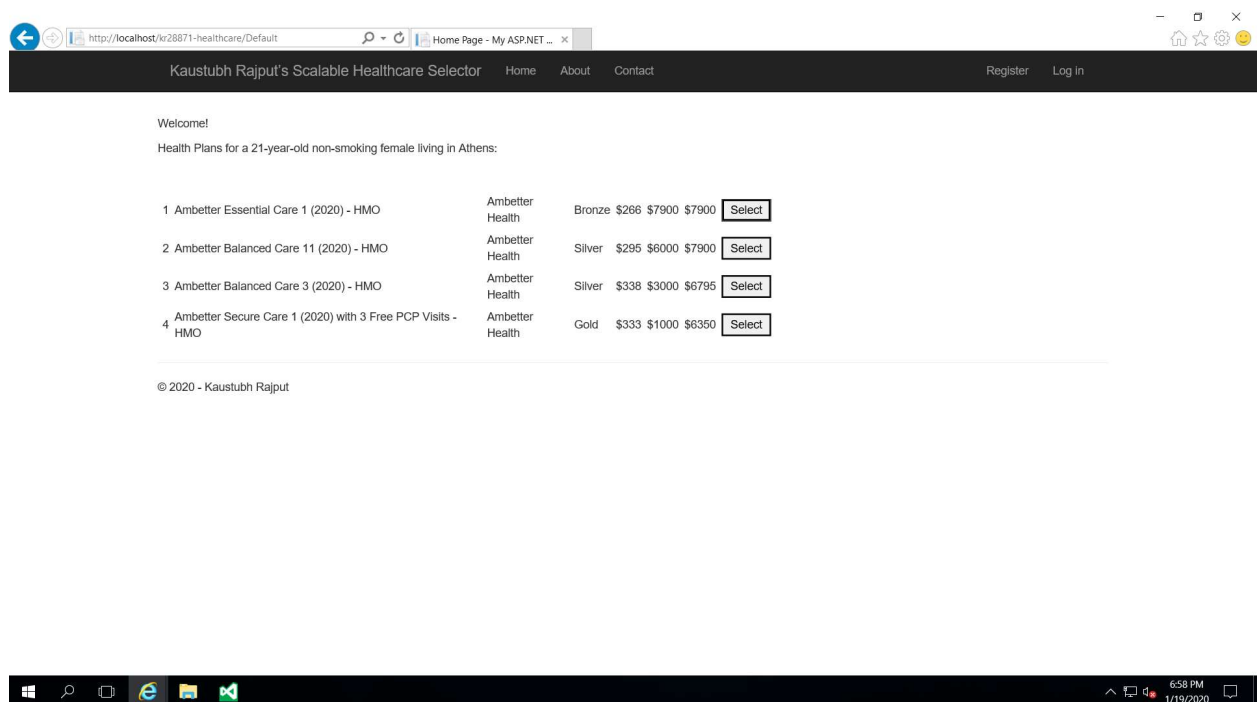 http://localhost/kr28871-healthcare/Default
Home Page - My ASP.NET ...
Kaustubh Rajput's Scalable Healthcare Selector Home About Contact Register Log in
Welcome!
Health Plans for a 21-year-old non-smoking female living in Athens:
1 Ambetter Essential Care 1 (2020) - HMO Ambetter Health Bronze $266 $7900 $7900 Select
2 Ambetter Balanced Care 11 (2020) - HMO Ambetter Health Silver $295 $6000 $7900 Select
3 Ambetter Balanced Care 3 (2020) - HMO Ambetter Health Silver $338 $3000 $6795 Select
4 Ambetter Secure Care 1 (2020) with 3 Free PCP Visits - HMO Ambetter Health Gold $333 $1000 $6350 Select
© 2020 - Kaustubh Rajput
6:58 PM
1/19/2020